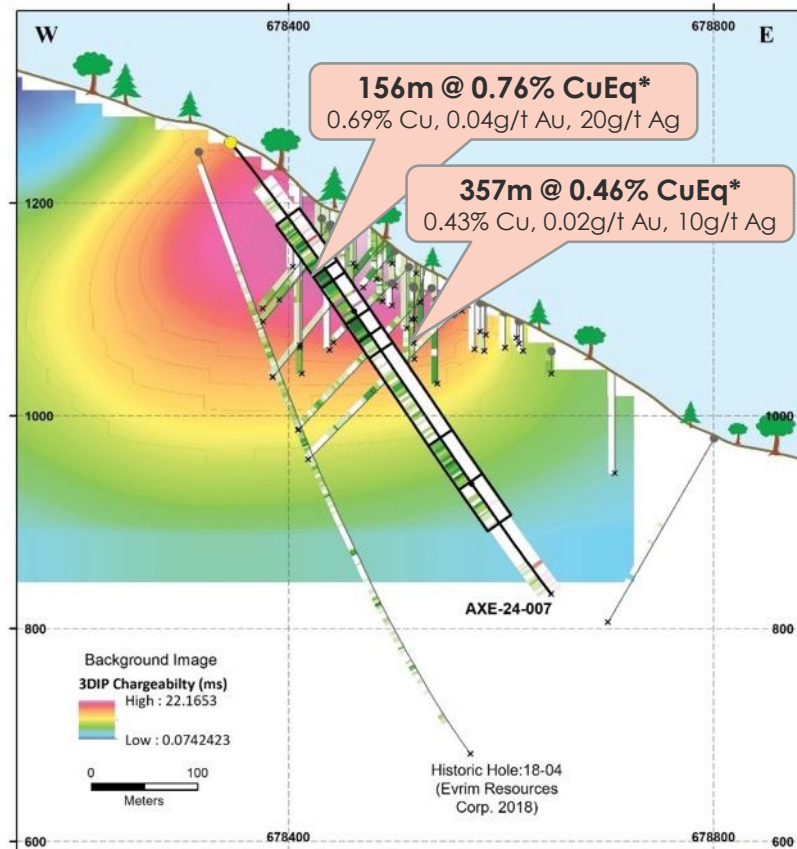 W
678400
678800
E
156m @ 0.76% CuEq*
0.69% Cu, 0.04g/t Au, 20g/t Ag
357m @ 0.46% CuEq*
0.43% Cu, 0.02g/t Au, 10g/t Ag
1200
1000
1000
AXE-24-007
800
800
Background Image
3DIP Chargeabilty (ms)
High : 22.1653
Low : 0.0742423
0
100
Meters
Historic Hole:18-04
(Evrim Resources
Corp. 2018)
600
678400
678800
600